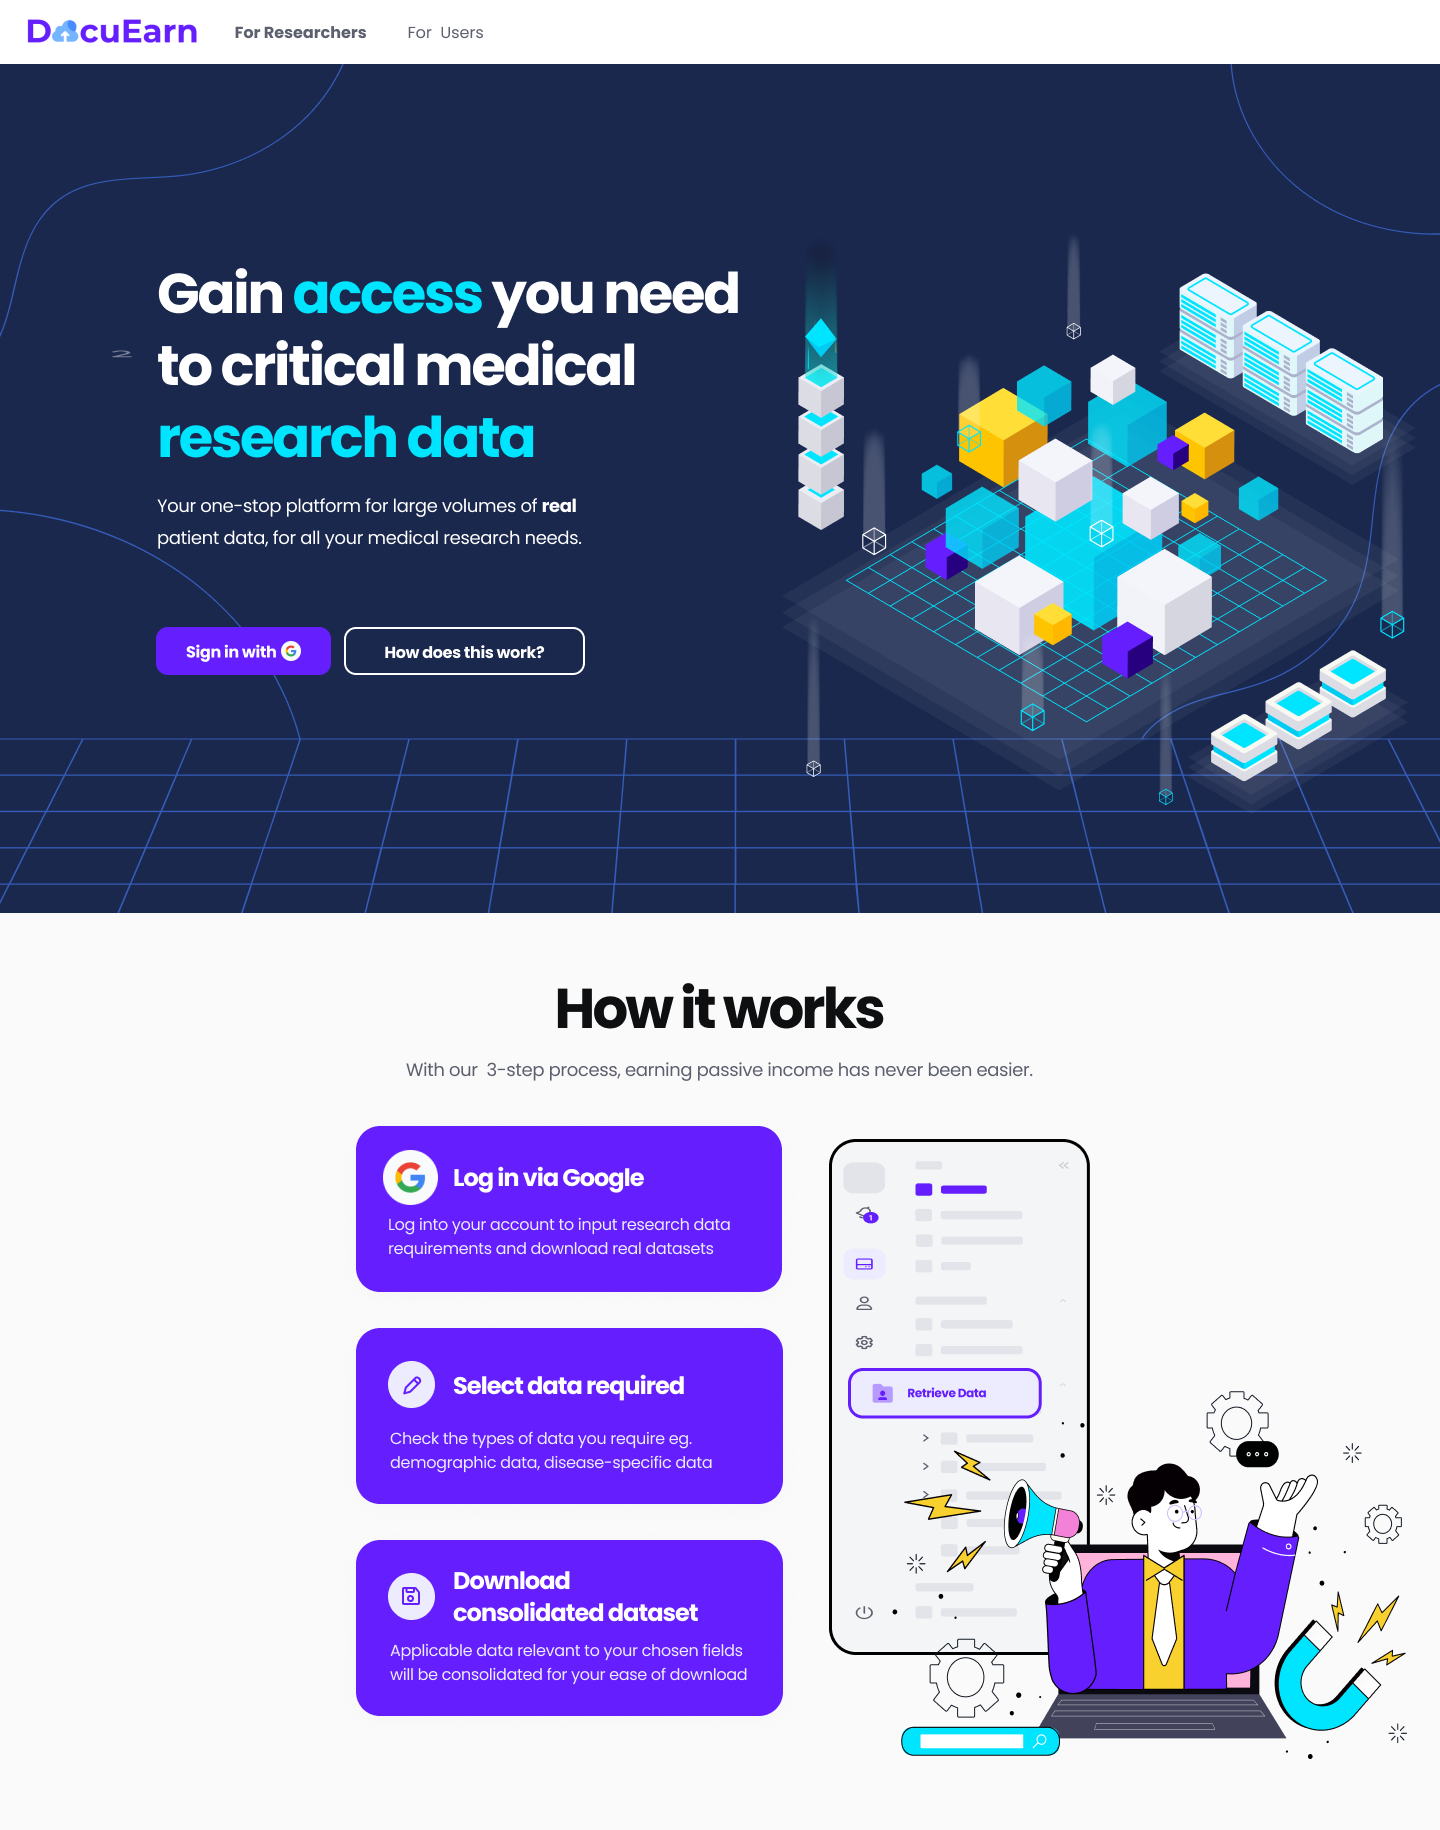 DocuEarn
For Researchers
For Users
Gain access you need
to critical medical
research data
Your one-stop platform for large volumes of real
patient data, for all your medical research needs.
Sign in with G
How does this work?
How it works
With our 3-step process, earning passive income has never been easier.
Log in via Google
Log into your account to input research data
requirements and download real datasets
Select data required
Check the types of data you require eg.
demographic data, disease-specific data
Download
consolidated dataset
Applicable data relevant to your chosen fields
will be consolidated for your ease of download
1
Retrieve Data